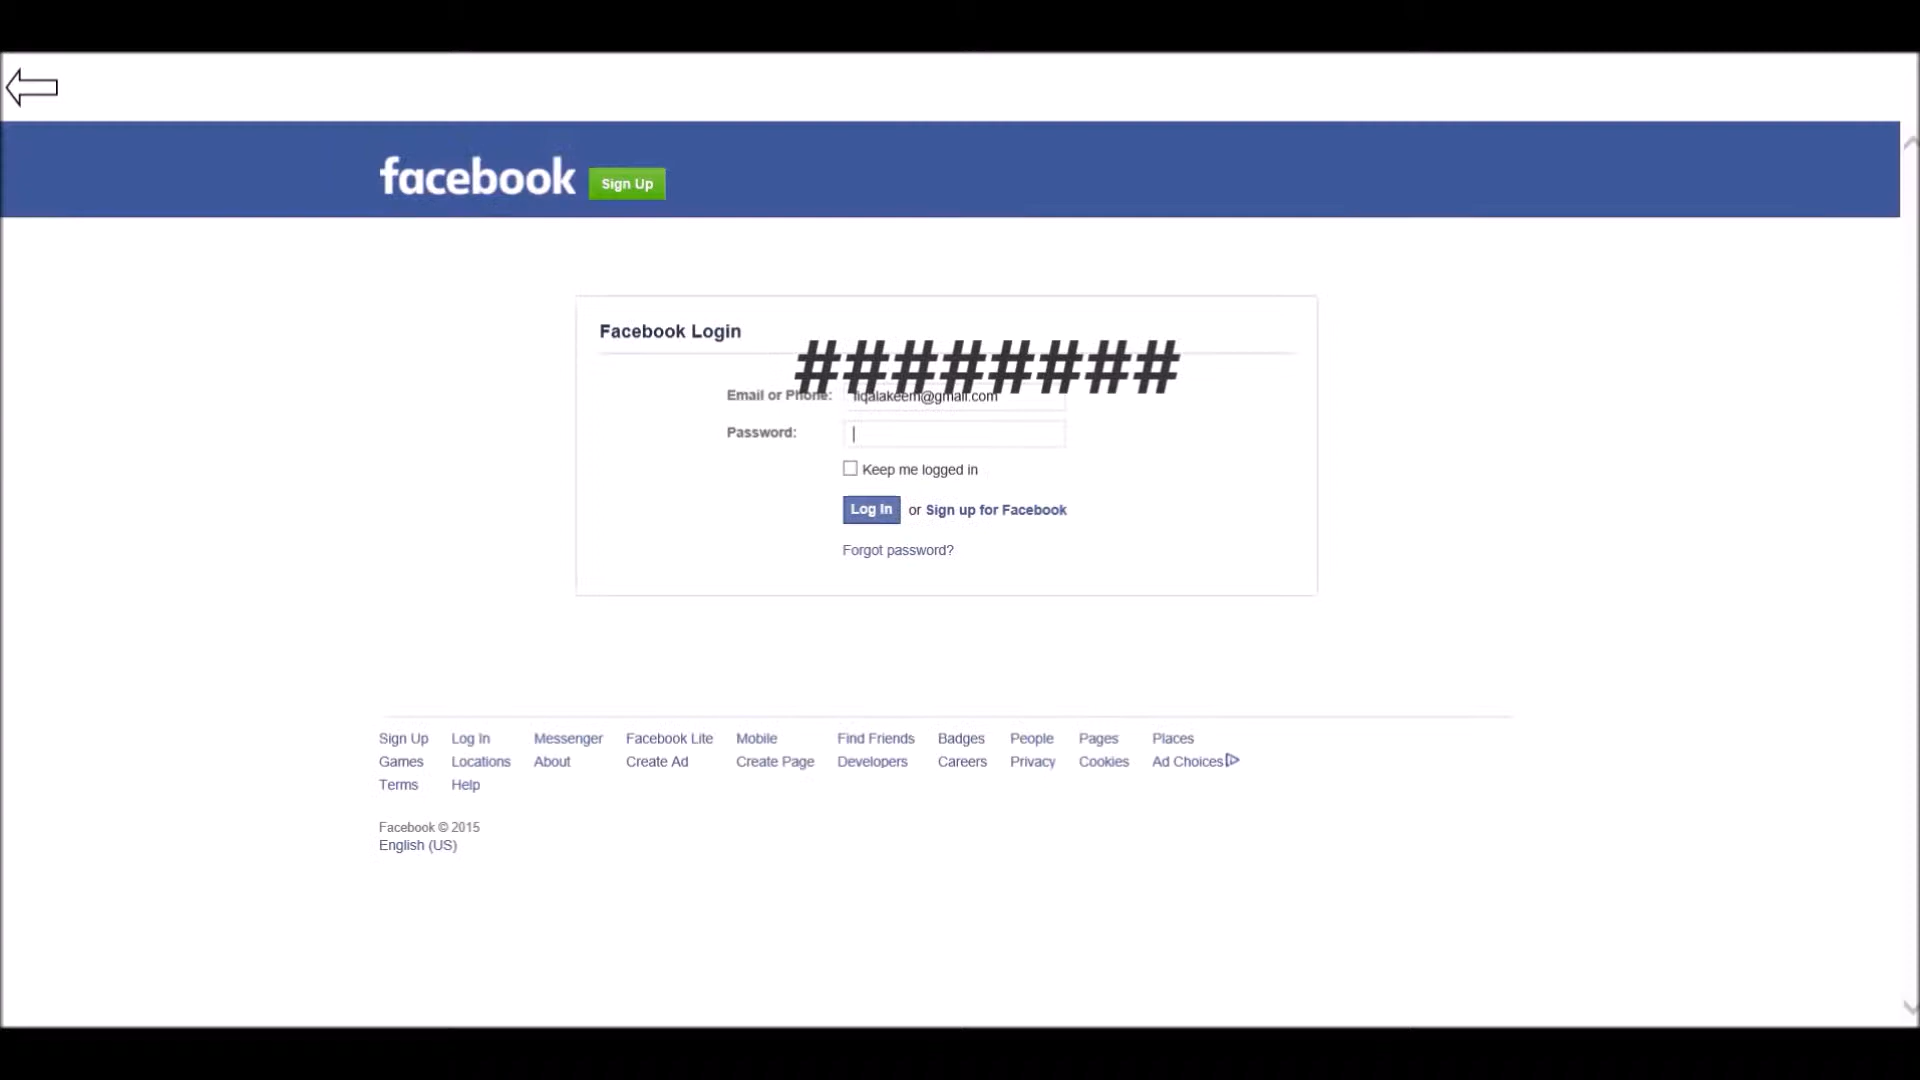 facebook Sign Up
Facebook Login
########
Email or Phone:
Password:
Keep me logged in
Log In or Sign up for Facebook
Forgot password?
Sign Up Log In Messenger Facebook Lite Mobile Find Friends Badges People Pages Places
Games Locations About Create Ad Create Page Developers Careers Privacy Cookies Ad Choices
Terms Help
Facebook © 2015
English (US)